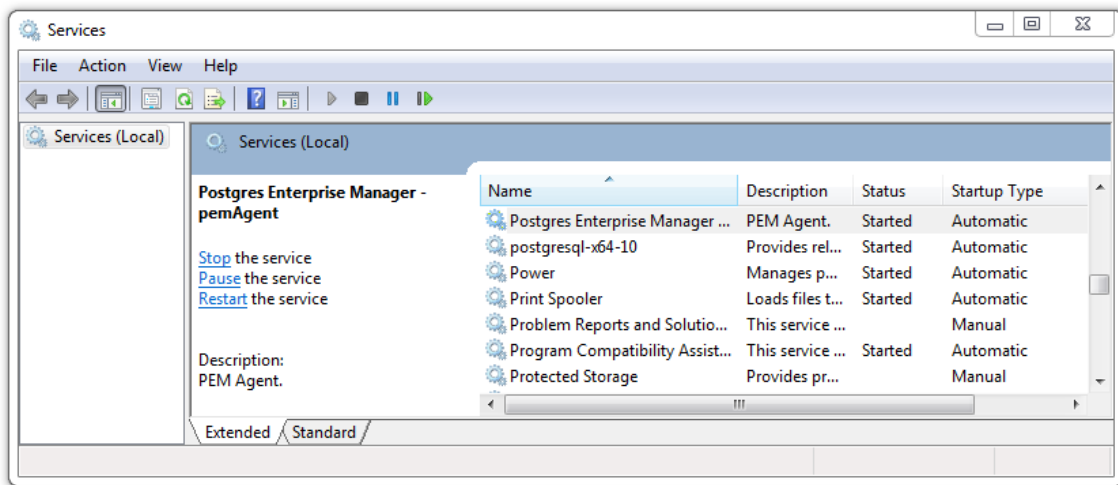 Services
File Action View Help
Services (Local)
Services (Local)
Postgres Enterprise Manager -
pemAgent
Stop the service
Pause the service
Restart the service
Description:
PEM Agent.
Name Description Status Startup Type
Postgres Enterprise Manager ... PEM Agent. Started Automatic
postgresql-x64-10 Provides rel... Started Automatic
Power Manages p... Started Automatic
Print Spooler Loads files t... Started Automatic
Problem Reports and Solutio... This service ... Manual
Program Compatibility Assist... This service ... Started Automatic
Protected Storage Provides pr... Manual
Extended Standard